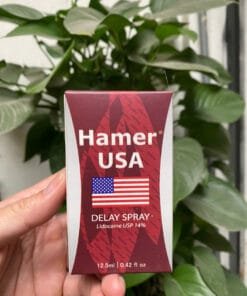 Hamer®
USA
DELAY SPRAY
Lidocaine USP 14%
12.5ml | 0.42 fl oz